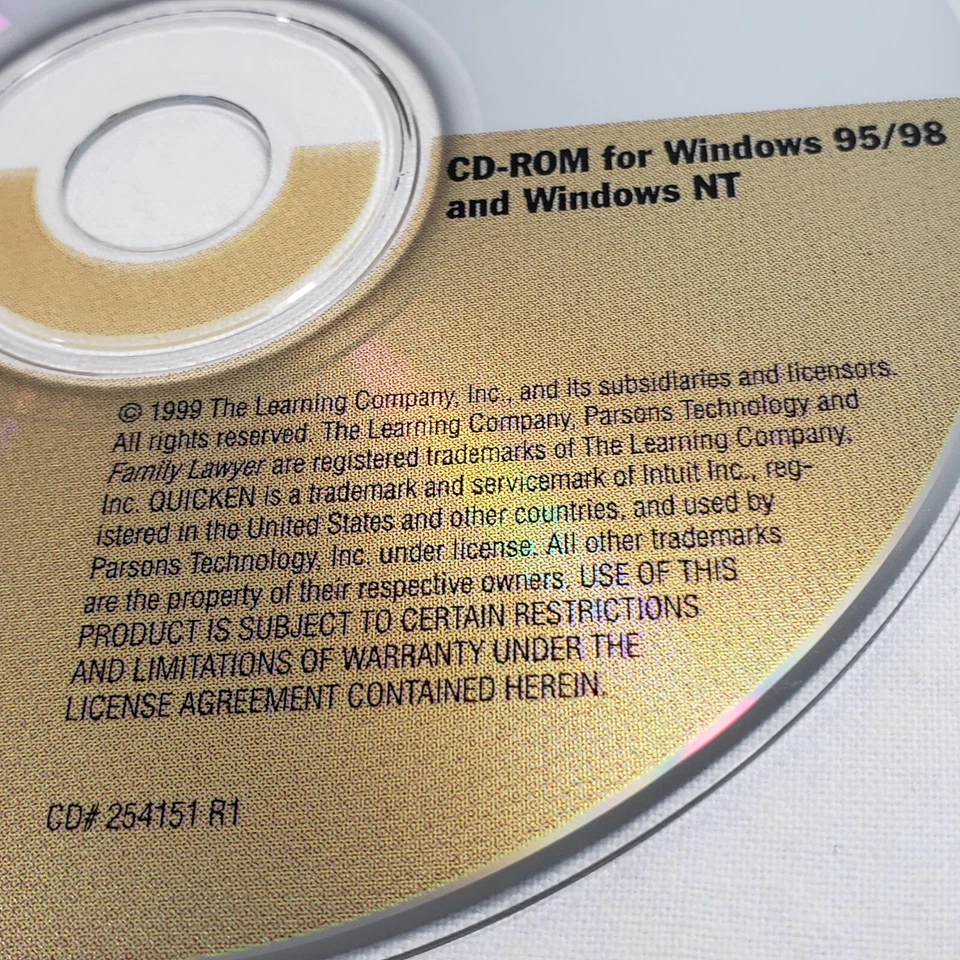 CD-ROM for Windows 95/98
and Windows NT
© 1999 The Learning Company, Inc., and its subsidiaries and licensors.
All rights reserved. The Learning Company, Parsons Technology and
Family Lawyer are registered trademarks of The Learning Company,
Inc. QUICKEN is a trademark and servicemark of Intuit Inc., reg-
istered in the United States and other countries, and used by
Parsons Technology, Inc. under license. All other trademarks
are the property of their respective owners. USE OF THIS
PRODUCT IS SUBJECT TO CERTAIN RESTRICTIONS
AND LIMITATIONS OF WARRANTY UNDER THE
LICENSE AGREEMENT CONTAINED HEREIN.
CD# 254151 R1